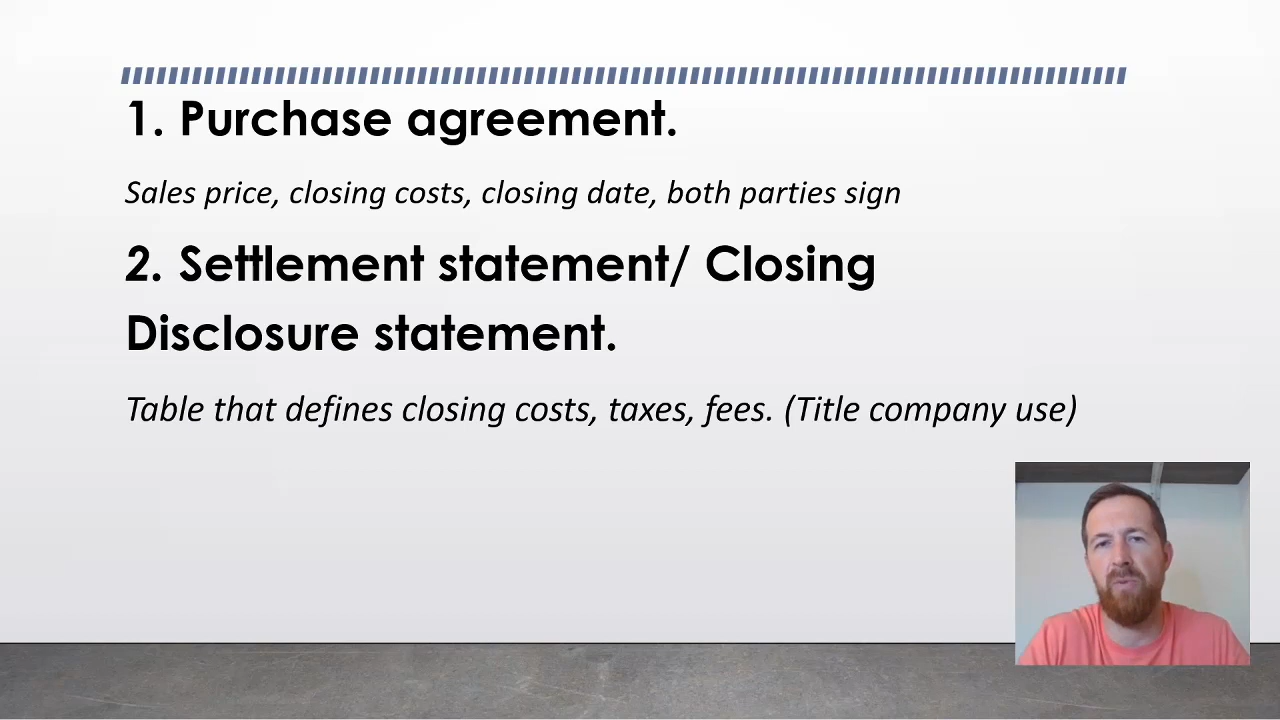 1. Purchase agreement.
Sales price, closing costs, closing date, both parties sign
2. Settlement statement/ Closing
Disclosure statement.
Table that defines closing costs, taxes, fees. (Title company use)